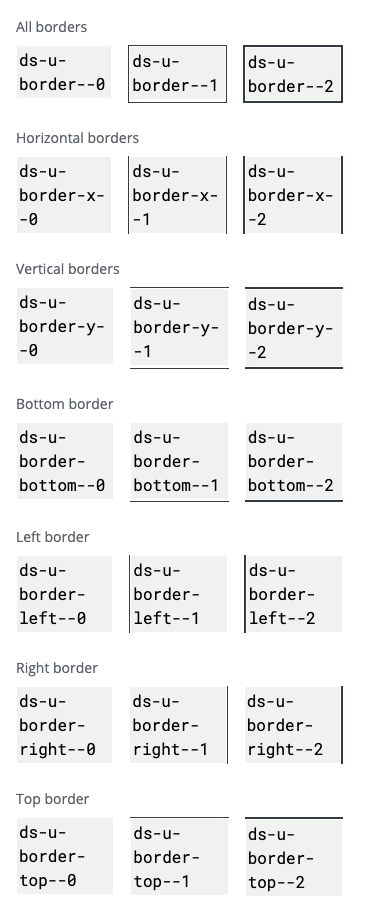 All borders
ds-u-
border--0
ds-u-
border--1
ds-u-
border--2
Horizontal borders
ds-u-
border-x-
-0
ds-u-
border-x-
-1
ds-u-
border-x-
-2
Vertical borders
ds-u-
border-y-
-0
ds-u-
border-y-
-1
ds-u-
border-y-
-2
Bottom border
ds-u-
border-
bottom--0
ds-u-
border-
bottom--1
ds-u-
border-
bottom--2
Left border
ds-u-
border-
left--0
ds-u-
border-
left--1
ds-u-
border-
left--2
Right border
ds-u-
border-
right--0
ds-u-
border-
right--1
ds-u-
border-
right--2
Top border
ds-u-
border-
top--0
ds-u-
border-
top--1
ds-u-
border-
top--2